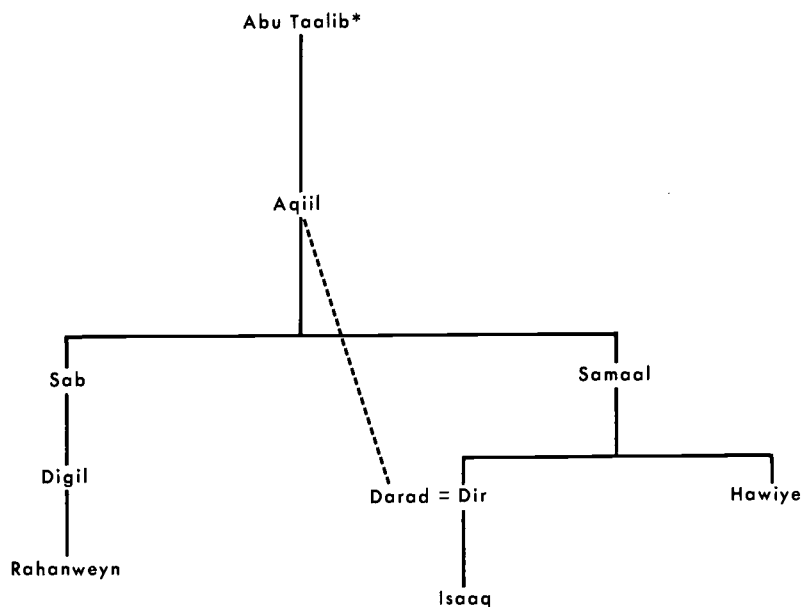 Abu Taalib*
Aqiil
Sab
Samaal
Digil
Darad = Dir
Hawiye
Rahanweyn
Isaaq